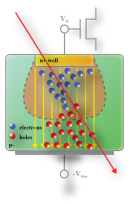 V_D
n+ well
electrons
holes
p-
-V_Bias